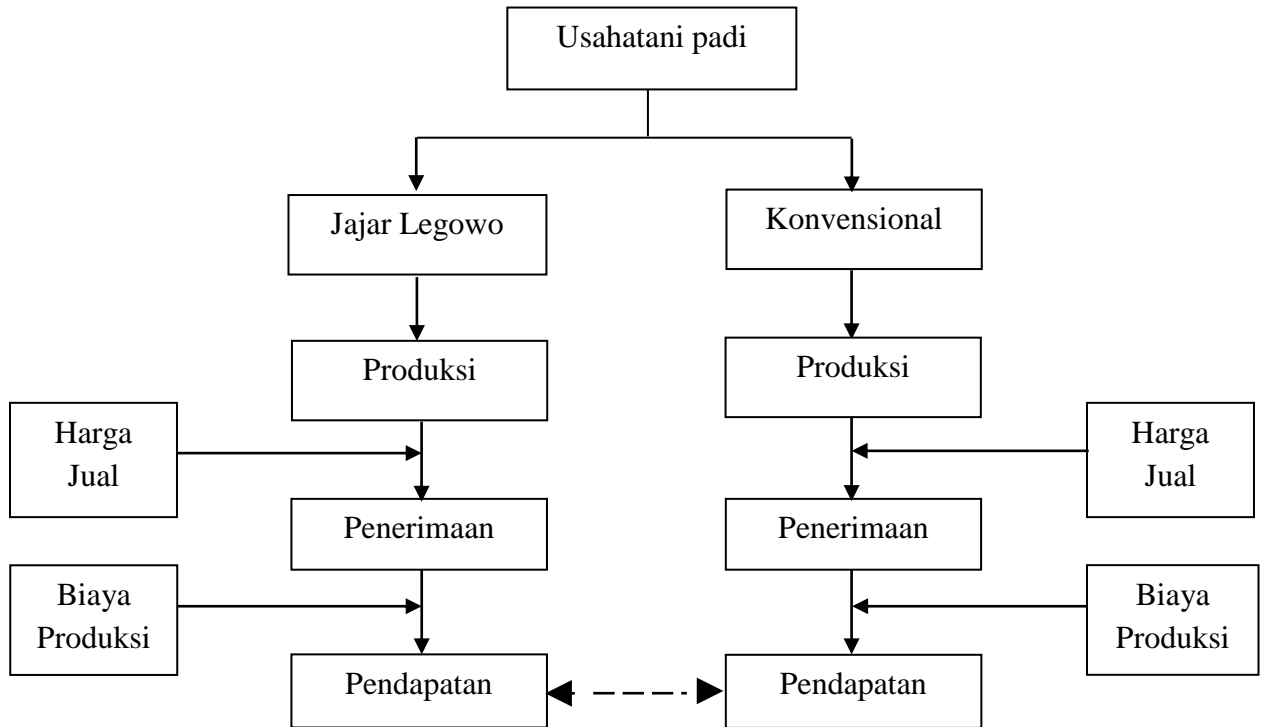 Usahatani padi
Jajar Legowo
Konvensional
Produksi
Produksi
Harga
Jual
Harga
Jual
Penerimaan
Penerimaan
Biaya
Produksi
Biaya
Produksi
Pendapatan
Pendapatan